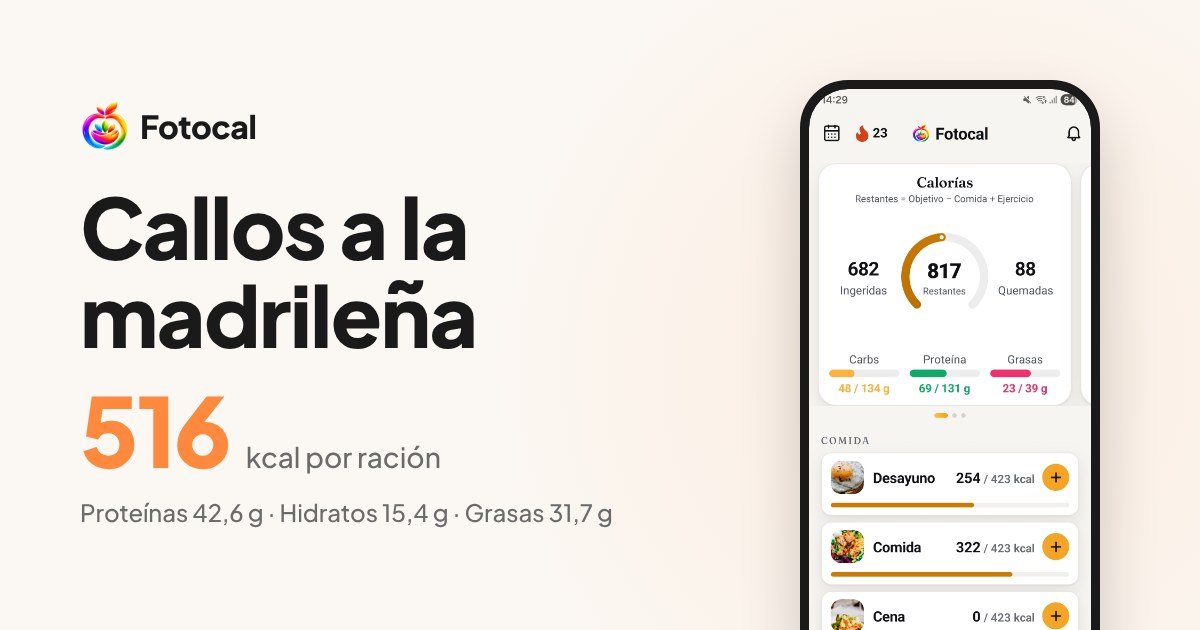 Fotocal
Callos a la
madrileña
516 kcal por ración
Proteínas 42,6 g · Hidratos 15,4 g · Grasas 31,7 g
14:29 84
23 Fotocal
Calorías
Restantes = Objetivo − Comida + Ejercicio
682 817 88
Ingeridas Restantes Quemadas
Carbs Proteína Grasas
48 / 134 g 69 / 131 g 23 / 39 g
COMIDA
Desayuno 254 / 423 kcal
Comida 322 / 423 kcal
Cena 0 / 423 kcal